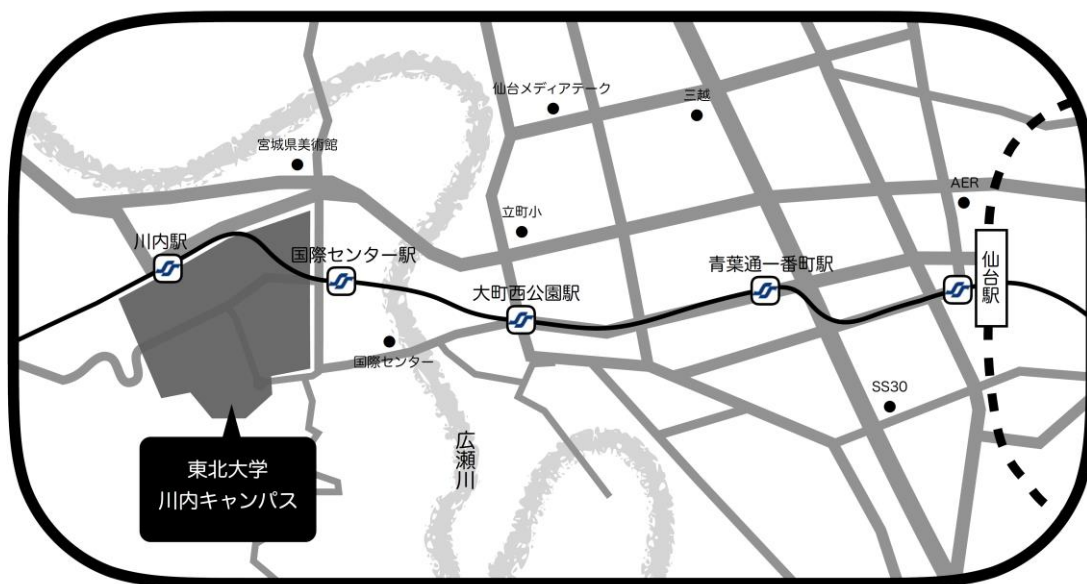 仙台メディアテーク
三越
宮城県美術館
AER
立町小
川内駅
国際センター駅
青葉通一番町駅
仙台駅
大町西公園駅
国際センター
SS30
広瀬川
東北大学
川内キャンパス